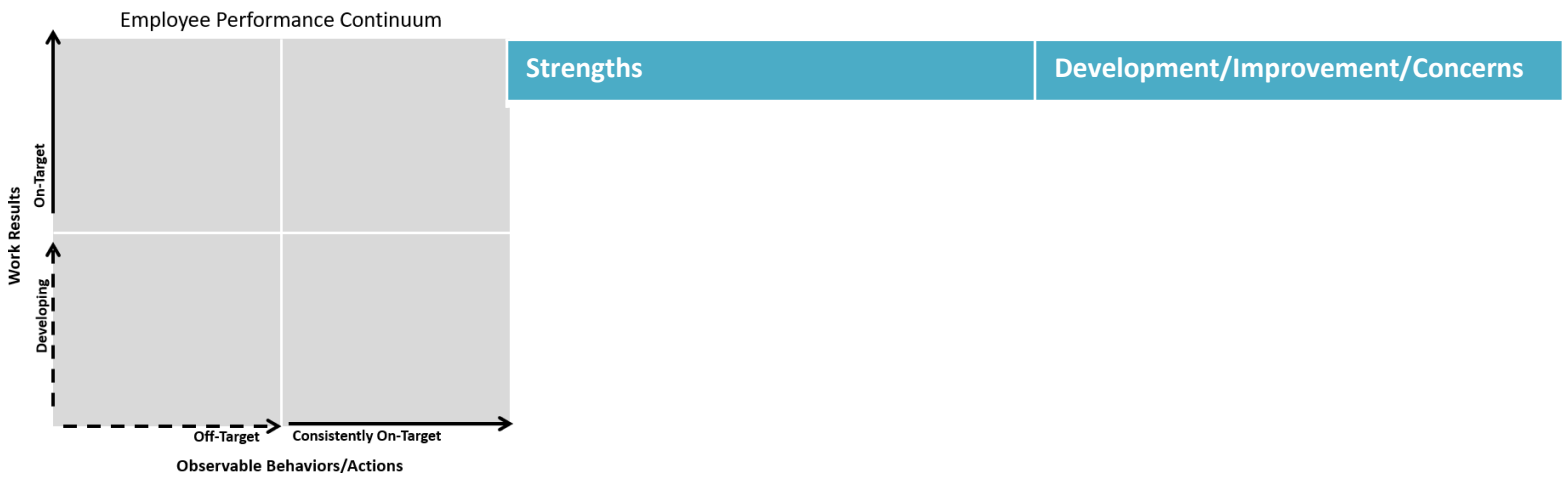 Employee Performance Continuum
Strengths
Development/Improvement/Concerns
On-Target
Work Results
Developing
Off-Target
Consistently On-Target
Observable Behaviors/Actions